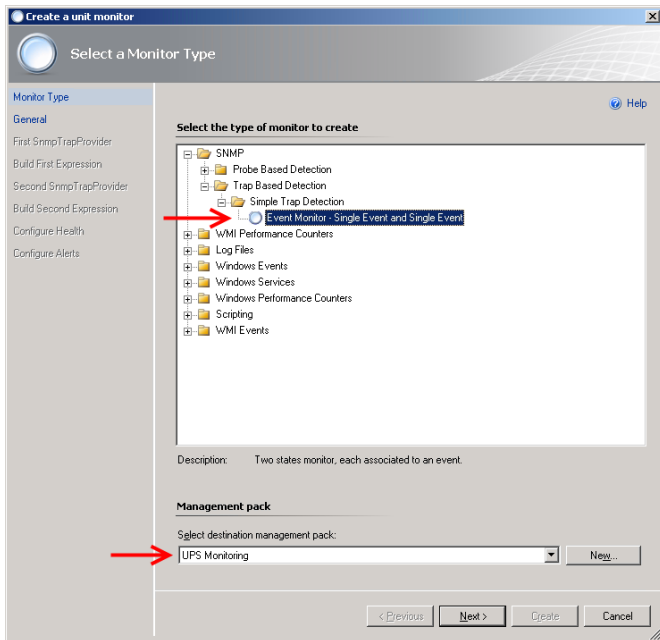 Create a unit monitor
Select a Monitor Type
Monitor Type
General
First SnmpTrapProvider
Build First Expression
Second SnmpTrapProvider
Build Second Expression
Configure Health
Configure Alerts
Help
Select the type of monitor to create
SNMP
Probe Based Detection
Trap Based Detection
Simple Trap Detection
Event Monitor - Single Event and Single Event
WMI Performance Counters
Log Files
Windows Events
Windows Services
Windows Performance Counters
Scripting
WMI Events
Description: Two states monitor, each associated to an event.
Management pack
Select destination management pack:
UPS Monitoring
New...
< Previous Next > Create Cancel